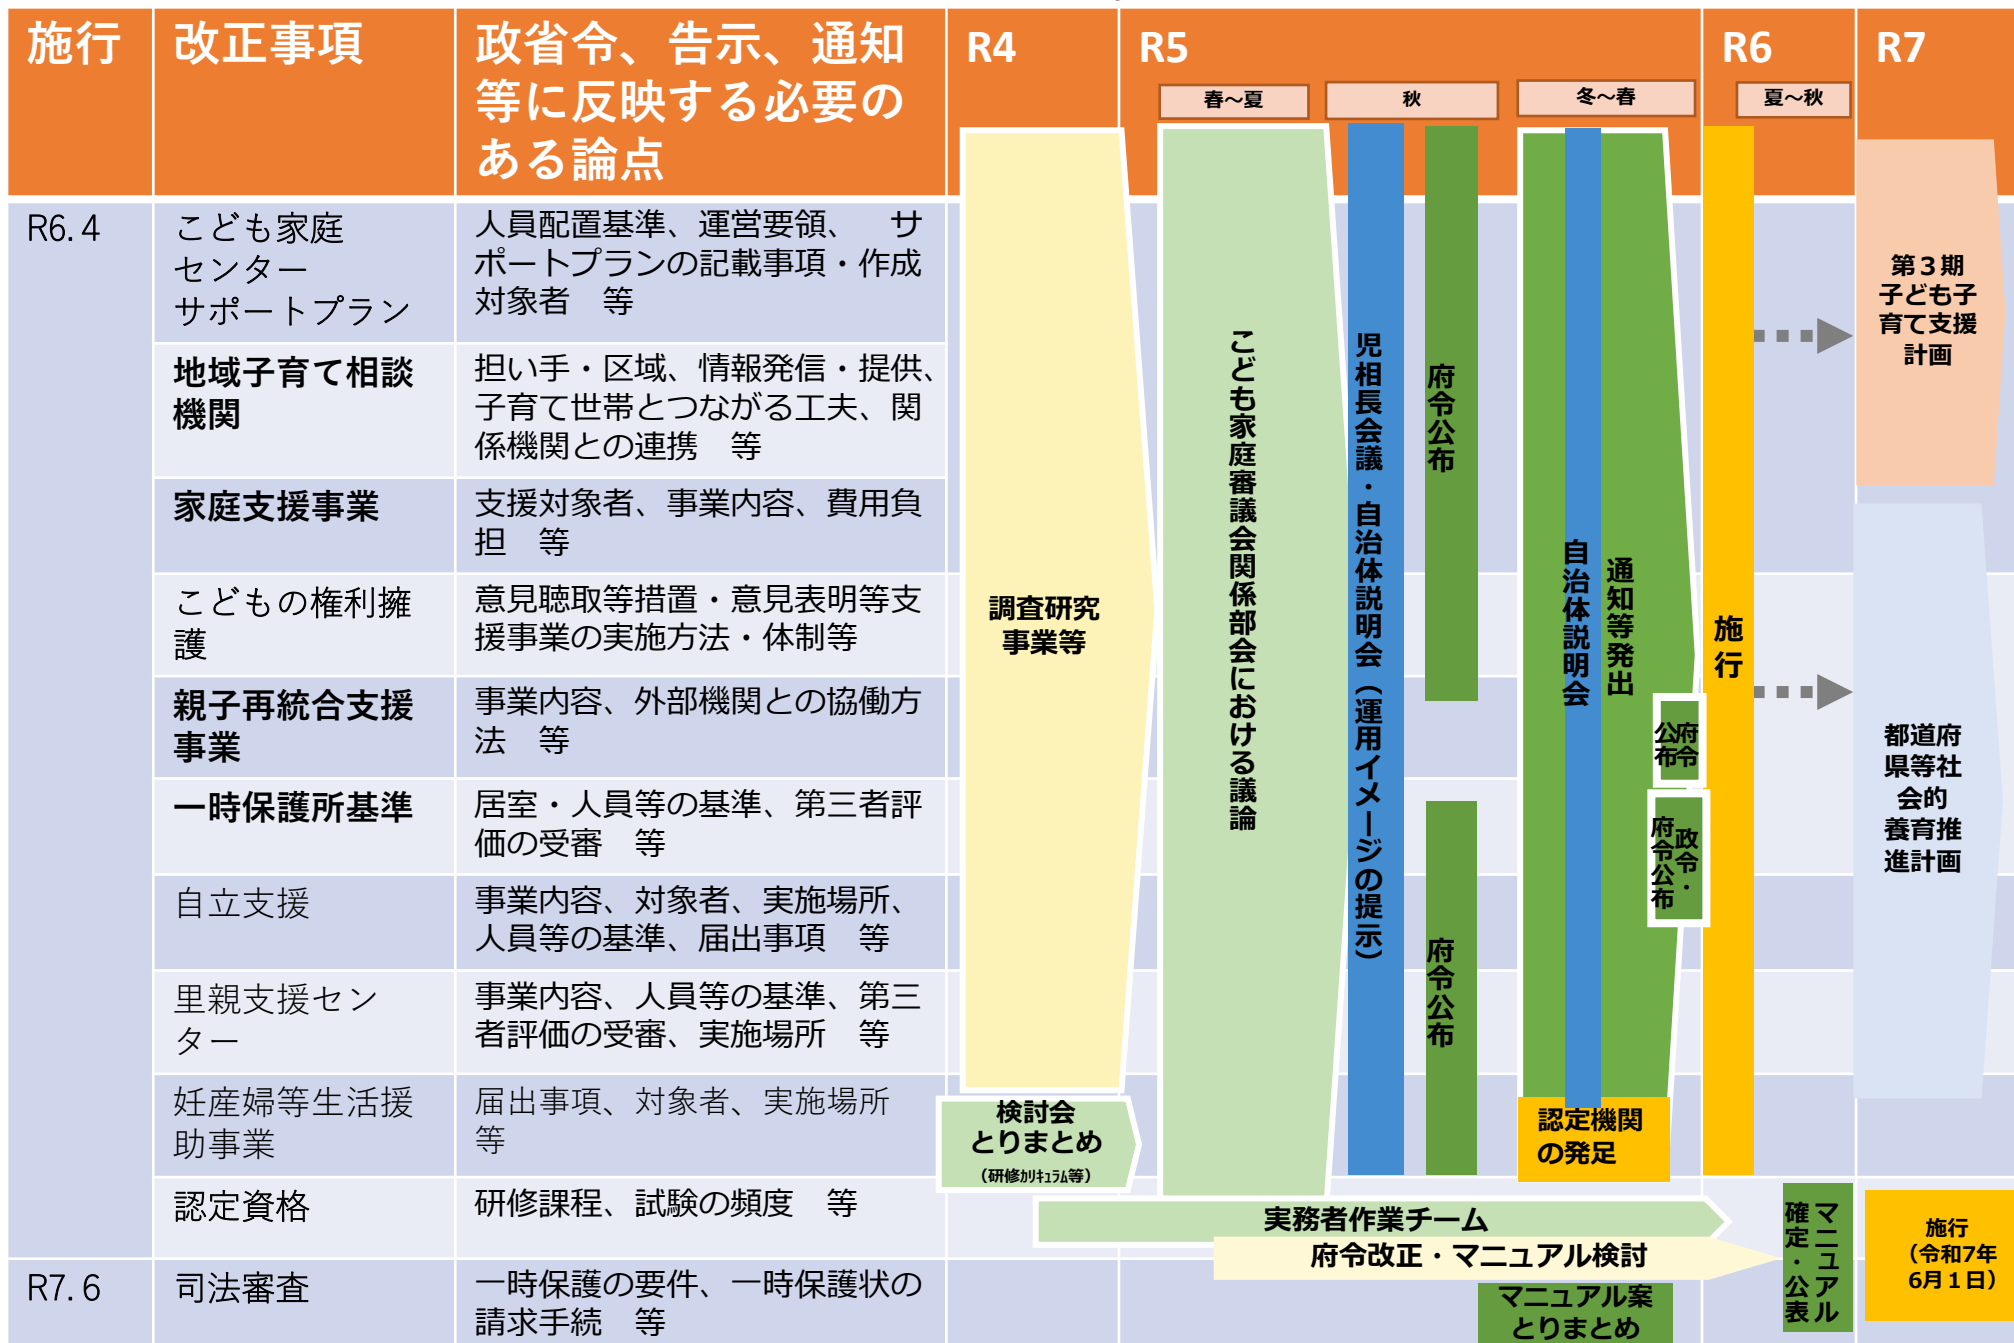 施行
改正事項
政省令、告示、通知
等に反映する必要の
ある論点
R4
R5
R6
R7
春~夏
秋
冬~春
夏~秋
R6.4
こども家庭
センター
サポートプラン
人員配置基準、運営要領、　サ
ポートプランの記載事項・作成
対象者　等
地域子育て相談
機関
担い手・区域、情報発信・提供、
子育て世帯とつながる工夫、関
係機関との連携　等
家庭支援事業
支援対象者、事業内容、費用負
担　等
こどもの権利擁
護
意見聴取等措置・意見表明等支
援事業の実施方法・体制等
親子再統合支援
事業
事業内容、外部機関との協働方
法　等
一時保護所基準
居室・人員等の基準、第三者評
価の受審　等
自立支援
事業内容、対象者、実施場所、
人員等の基準、届出事項　等
里親支援セン
ター
事業内容、人員等の基準、第三
者評価の受審、実施場所　等
妊産婦等生活援
助事業
届出事項、対象者、実施場所
等
認定資格
研修課程、試験の頻度　等
R7.6
司法審査
一時保護の要件、一時保護状の
請求手続　等
調査研究
事業等
検討会
とりまとめ
（研修ｶﾘｷｭﾗﾑ等）
こども家庭審議会関係部会における議論
児相長会議・自治体説明会（運用イメージの提示）
府令公布
府令公布
自治体説明会
通知等発出
府令
公布
政令・
府令公布
認定機関
の発足
施行
第３期
子ども子
育て支援
計画
都道府
県等社
会的
養育推
進計画
実務者作業チーム
府令改正・マニュアル検討
マニュアル案
とりまとめ
マニュアル
確定・公表
施行
（令和7年
6月１日）